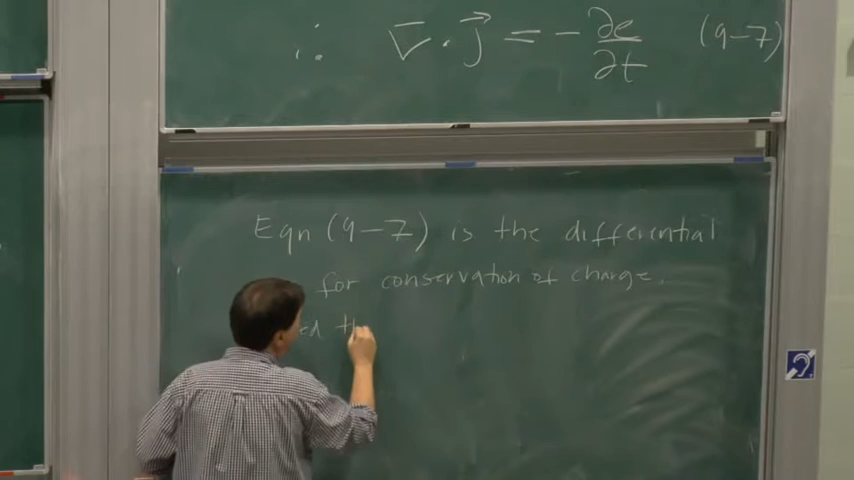 ∴ ∇⃗ · J⃗ = − ∂ρ/∂t (9-7)
Eqn (9-7) is the differential
for conservation of charge.